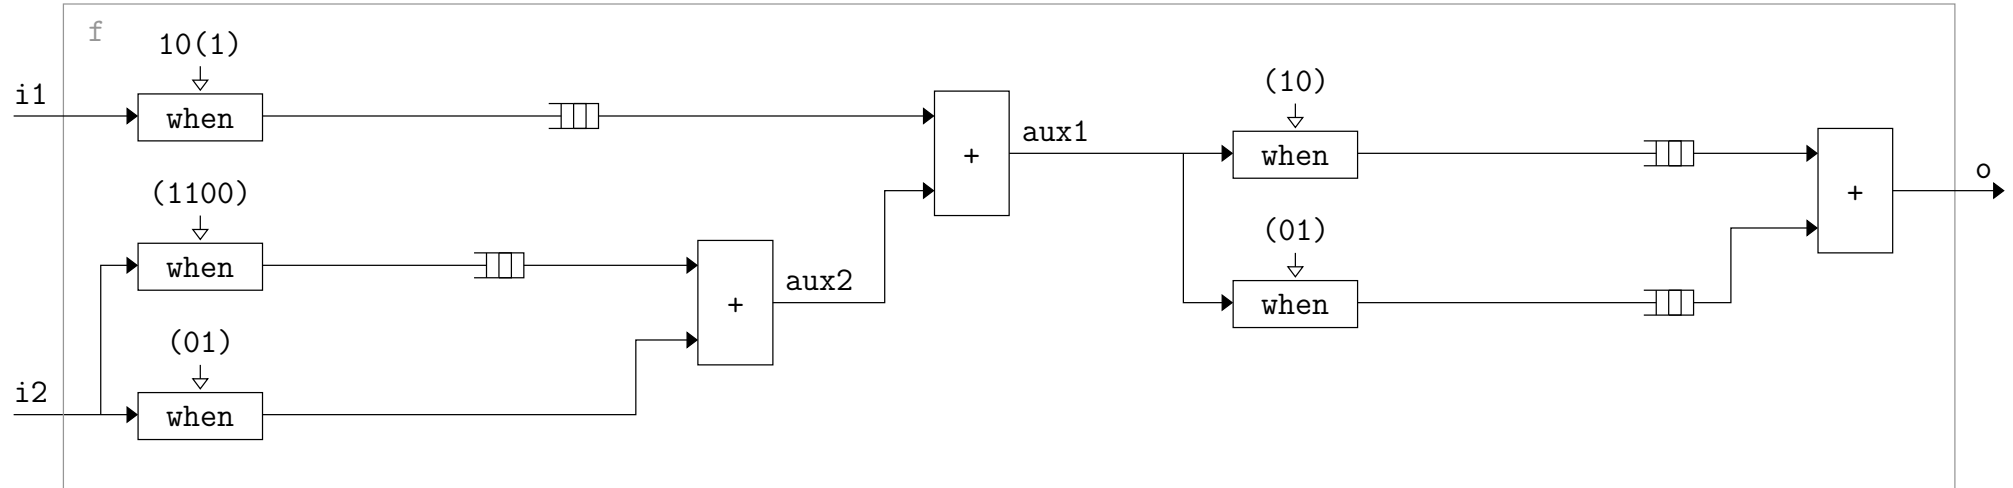 f
10(1)
i1
when
(1100)
when
(01)
i2
when
+
aux2
+
aux1
(10)
when
(01)
when
+
o